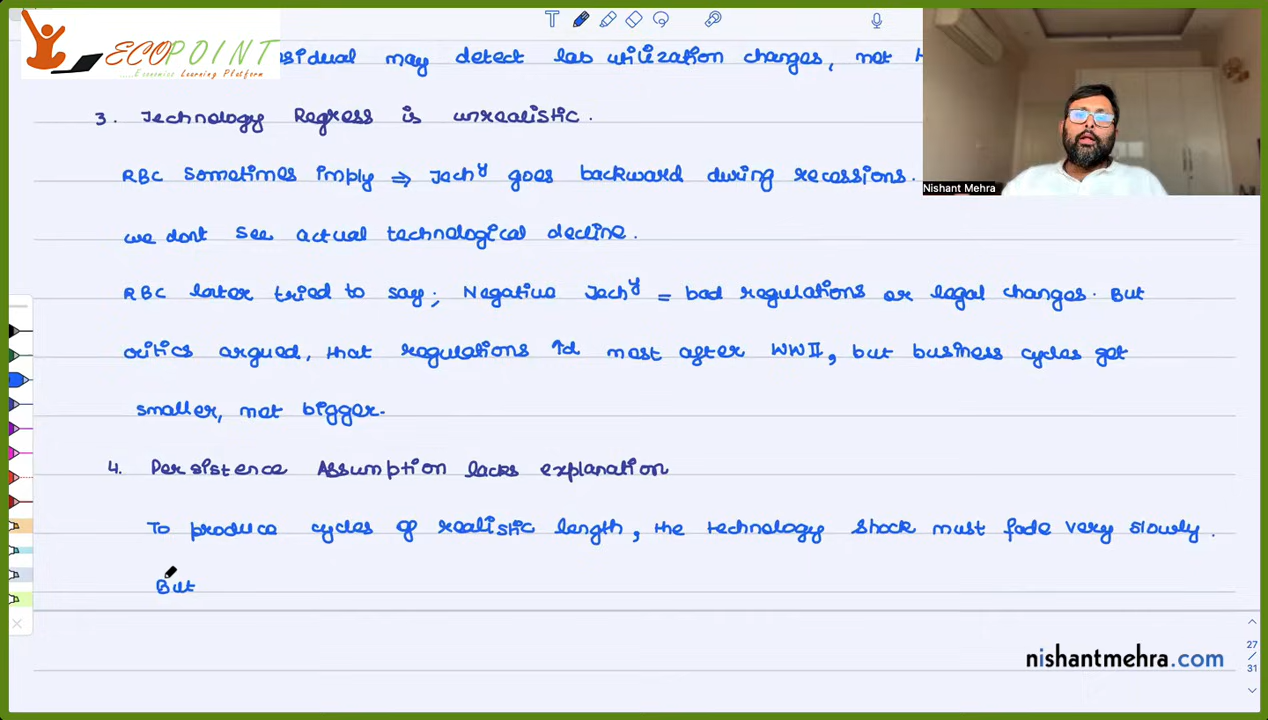 ECOPOINT
....Economics Learning Platform
sidual may detect lab utilization changes, not
3. Technology Regress is unrealistic.
RBC sometimes imply ⇒ Techy goes backward during recessions.
we dont see actual technological decline.
RBC later tried to say; Negative Techy = bad regulations or legal changes. But
critics argued, that regulations ↑d most after WWII, but business cycles got
smaller, not bigger.
4. Persistence Assumption lacks explanation
To produce cycles of realistic length, the technology shock must fade very slowly.
But
Nishant Mehra
nishantmehra.com
27
/
31